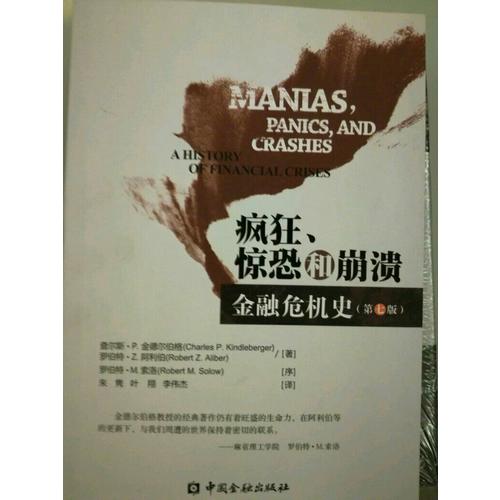 MANIAS,
PANICS, AND
CRASHES
A HISTORY
OF FINANCIAL CRISES
疯狂、
惊恐和崩溃
金融危机史(第七版)
查尔斯·P. 金德尔伯格(Charles P. Kindleberger)
罗伯特·Z. 阿利伯(Robert Z. Aliber) /[著]
罗伯特·M. 索洛(Robert M. Solow) [序]
朱隽 叶翔 李伟杰 [译]
金德尔伯格教授的经典著作仍有着旺盛的生命力，在阿利伯等
的更新下，与我们周遭的世界保持着密切的联系。
——麻省理工学院 罗伯特·M.索洛
中国金融出版社